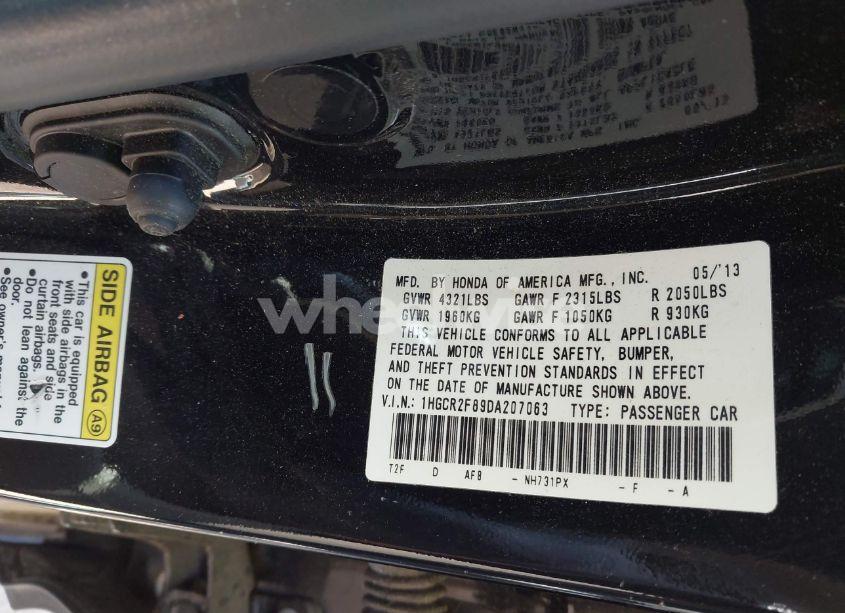 MFD. BY HONDA OF AMERICA MFG., INC. 05/'13
GVWR 4321LBS GAWR F 2315LBS R 2050LBS
GVWR 1960KG GAWR F 1050KG R 930KG
THIS VEHICLE CONFORMS TO ALL APPLICABLE
FEDERAL MOTOR VEHICLE SAFETY, BUMPER,
AND THEFT PREVENTION STANDARDS IN EFFECT
ON THE DATE OF MANUFACTURE SHOWN ABOVE.
V.I.N.: 1HGCR2F89DA207063 TYPE: PASSENGER CAR
T2F D AF8 - NH731PX - F - A
SIDE AIRBAG A9
• This car is equipped
with side airbags in the
front seats and side
curtain airbags.
• Do not lean against the
• See owner's manual